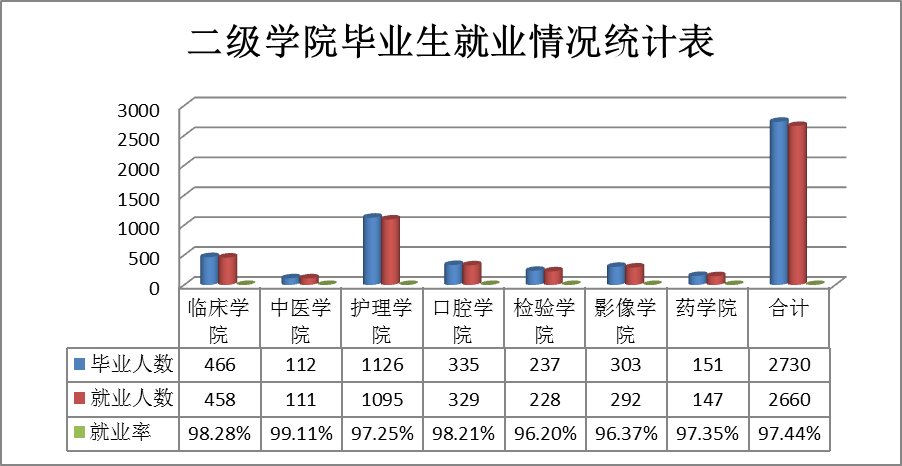 二级学院毕业生就业情况统计表
3000
2500
2000
1500
1000
500
0
临床学院 中医学院 护理学院 口腔学院 检验学院 影像学院 药学院 合计
毕业人数 466 112 1126 335 237 303 151 2730
就业人数 458 111 1095 329 228 292 147 2660
就业率 98.28% 99.11% 97.25% 98.21% 96.20% 96.37% 97.35% 97.44%